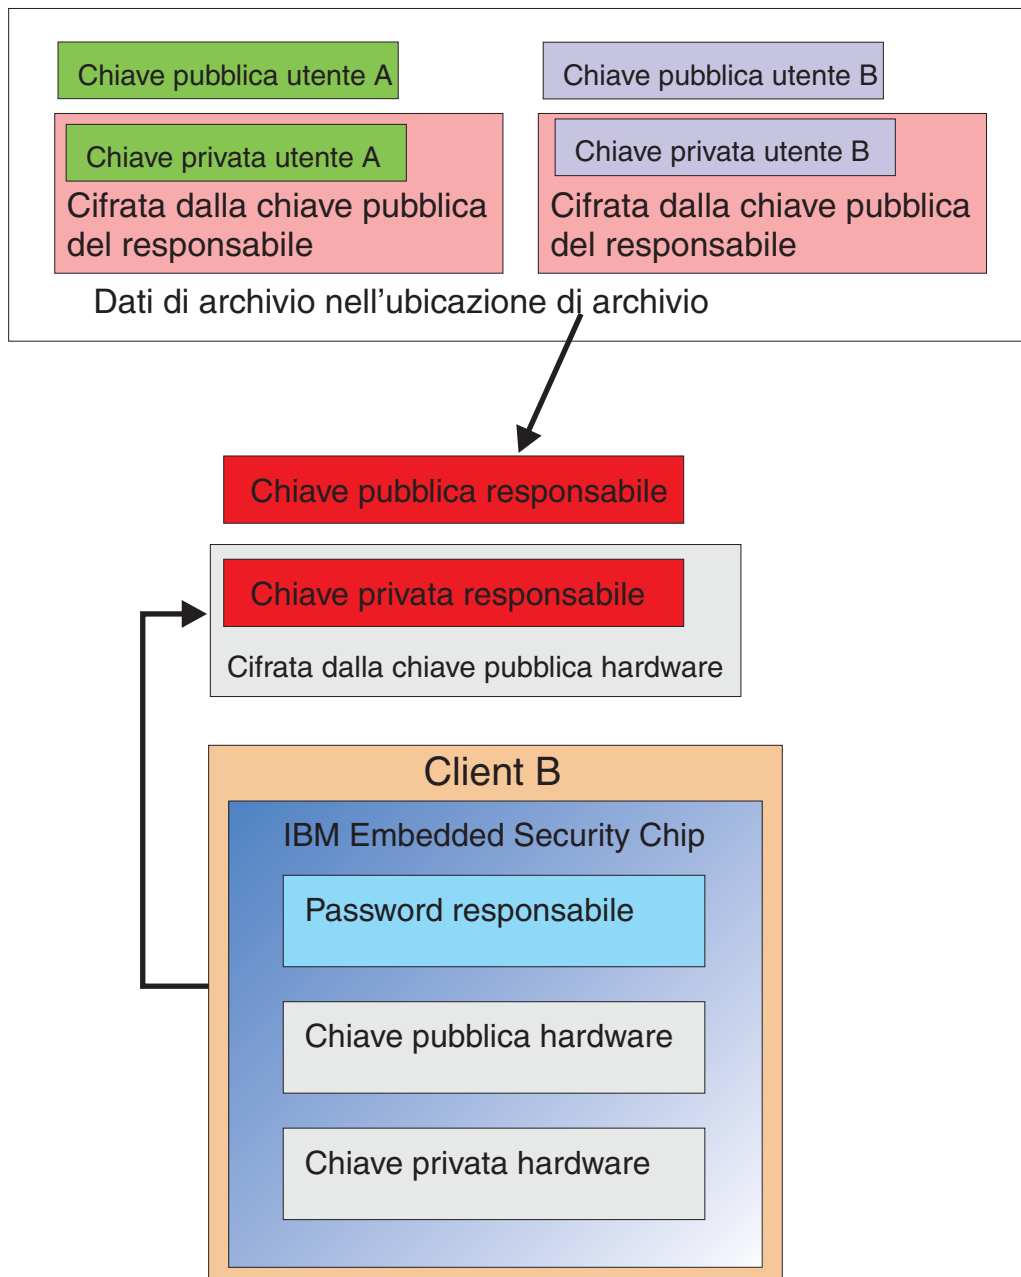 Chiave pubblica utente A
Chiave pubblica utente B
Chiave privata utente A
Cifrata dalla chiave pubblica
del responsabile
Chiave privata utente B
Cifrata dalla chiave pubblica
del responsabile
Dati di archivio nell'ubicazione di archivio
Chiave pubblica responsabile
Chiave privata responsabile
Cifrata dalla chiave pubblica hardware
Client B
IBM Embedded Security Chip
Password responsabile
Chiave pubblica hardware
Chiave privata hardware